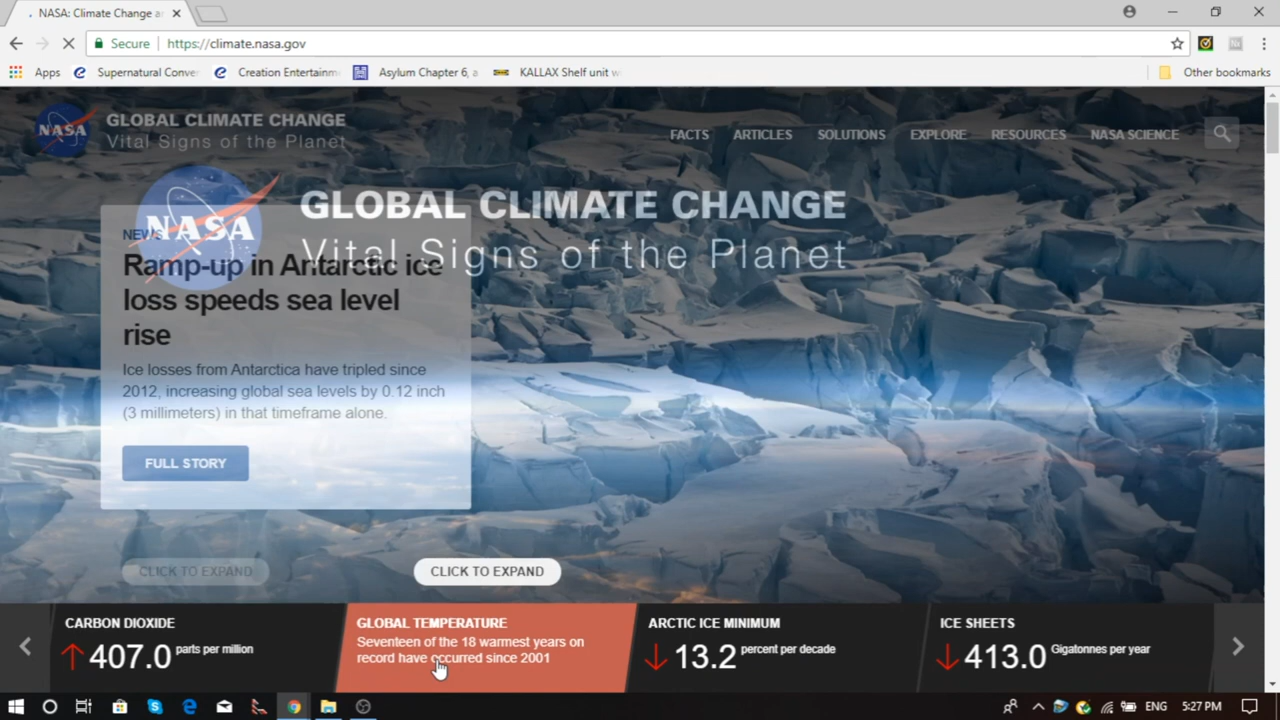 NASA: Climate Change a
Secure
https://climate.nasa.gov
Apps
Supernatural Conve
Creation Entertainm
Asylum Chapter 6, a
KALLAX Shelf unit w
Other bookmarks
NASA
GLOBAL CLIMATE CHANGE
Vital Signs of the Planet
FACTS
ARTICLES
SOLUTIONS
EXPLORE
RESOURCES
NASA SCIENCE
NASA
GLOBAL CLIMATE CHANGE
Vital Signs of the Planet
NEWS
Ramp-up in Antarctic ice
loss speeds sea level
rise
Ice losses from Antarctica have tripled since
2012, increasing global sea levels by 0.12 inch
(3 millimeters) in that timeframe alone.
FULL STORY
CLICK TO EXPAND
CLICK TO EXPAND
CARBON DIOXIDE
407.0 parts per million
GLOBAL TEMPERATURE
Seventeen of the 18 warmest years on
record have occurred since 2001
ARCTIC ICE MINIMUM
13.2 percent per decade
ICE SHEETS
413.0 Gigatonnes per year
ENG
5:27 PM